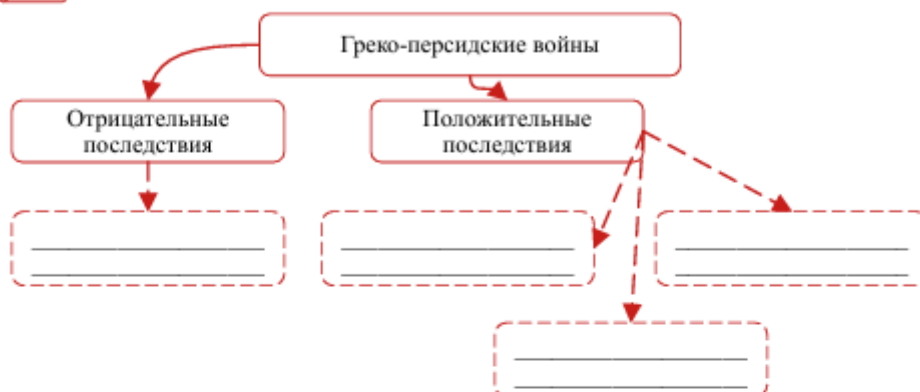 Греко-персидские войны
Отрицательные
последствия
Положительные
последствия